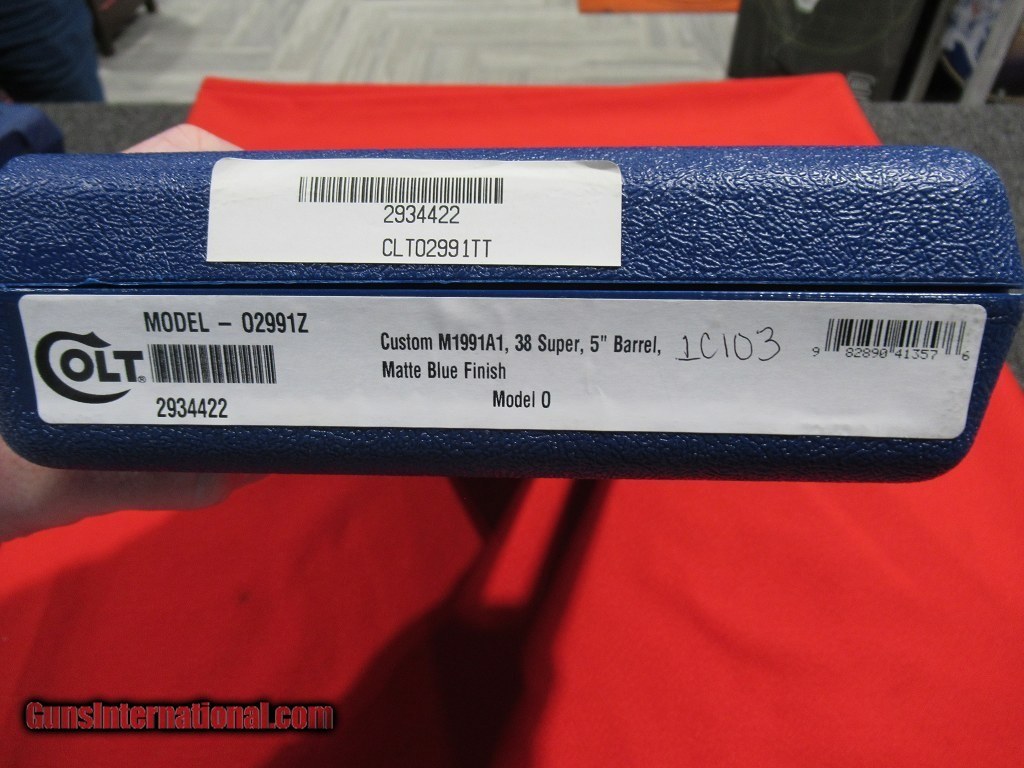 2934422
CLT02991TT
MODEL - 02991Z
COLT®
2934422
Custom M1991A1, 38 Super, 5" Barrel, 1C103
Matte Blue Finish
Model O
9 82890 41357 6
GunsInternational.com